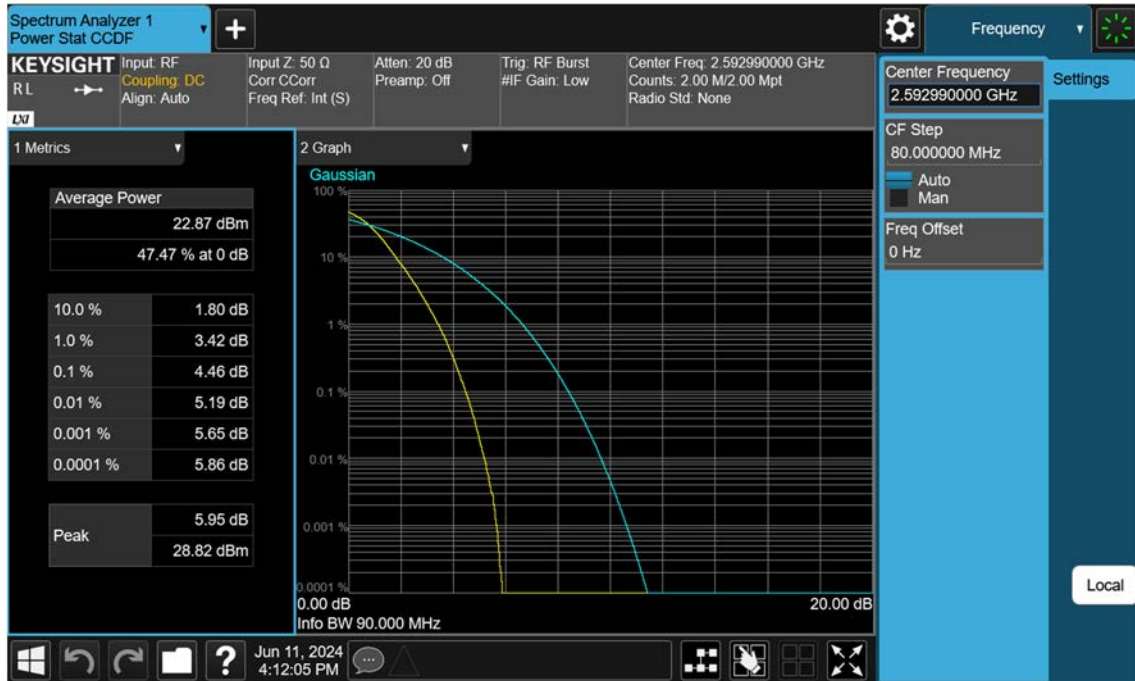 Spectrum Analyzer 1
Power Stat CCDF
Frequency
KEYSIGHT
R L
LXI
Input: RF
Coupling: DC
Align: Auto
Input Z: 50 Ω
Corr CCorr
Freq Ref: Int (S)
Atten: 20 dB
Preamp: Off
Trig: RF Burst
#IF Gain: Low
Center Freq: 2.592990000 GHz
Counts: 2.00 M/2.00 Mpt
Radio Std: None
Center Frequency
2.592990000 GHz
Settings
CF Step
80.000000 MHz
Auto
Man
Freq Offset
0 Hz
Local
1 Metrics
Average Power
22.87 dBm
47.47 % at 0 dB
10.0 % 1.80 dB
1.0 % 3.42 dB
0.1 % 4.46 dB
0.01 % 5.19 dB
0.001 % 5.65 dB
0.0001 % 5.86 dB
Peak
5.95 dB
28.82 dBm
2 Graph
Gaussian
100 %
10 %
1 %
0.1 %
0.01 %
0.001 %
0.0001 %
0.00 dB 20.00 dB
Info BW 90.000 MHz
?
Jun 11, 2024
4:12:05 PM